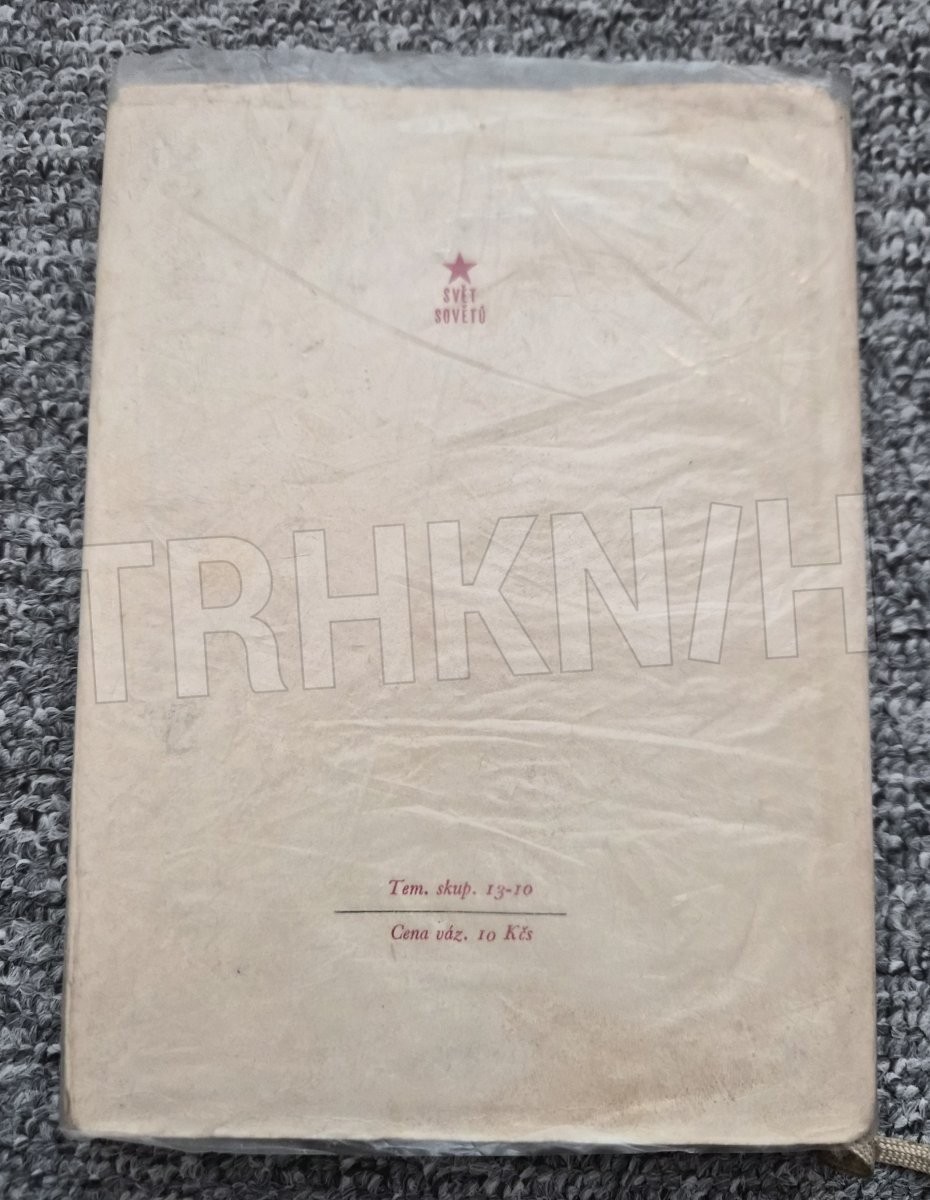 SVĚT
SOVĚTŮ
TRHKNIH
Tem. skup. 13-10
Cena váz. 10 Kčs